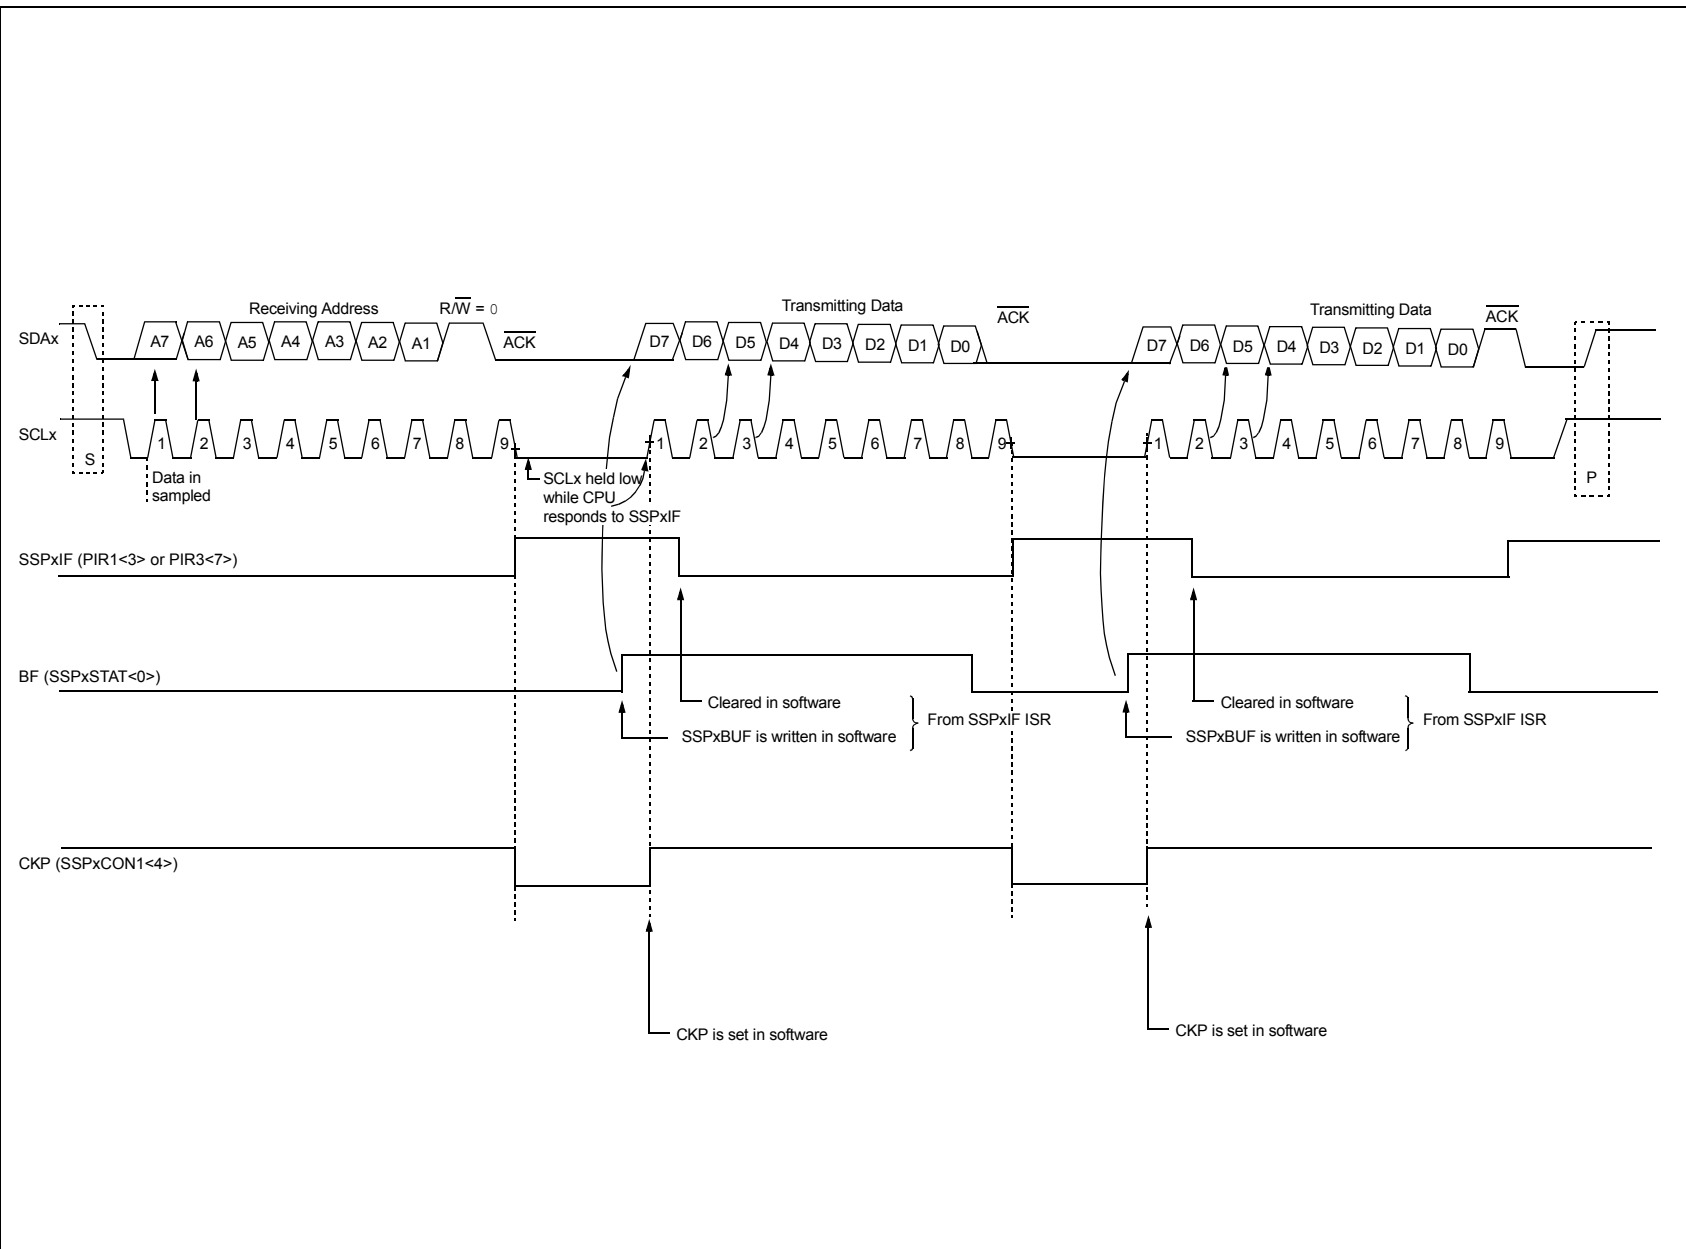 Receiving Address
R/W = 0
Transmitting Data
ACK
Transmitting Data
ACK
SDAx
A7 A6 A5 A4 A3 A2 A1
ACK
D7 D6 D5 D4 D3 D2 D1 D0
D7 D6 D5 D4 D3 D2 D1 D0
SCLx
S
1 2 3 4 5 6 7 8 9
1 2 3 4 5 6 7 8 9
1 2 3 4 5 6 7 8 9
P
Data in
sampled
SCLx held low
while CPU
responds to SSPxIF
SSPxIF (PIR1<3> or PIR3<7>)
BF (SSPxSTAT<0>)
Cleared in software
SSPxBUF is written in software
From SSPxIF ISR
Cleared in software
SSPxBUF is written in software
From SSPxIF ISR
CKP (SSPxCON1<4>)
CKP is set in software
CKP is set in software